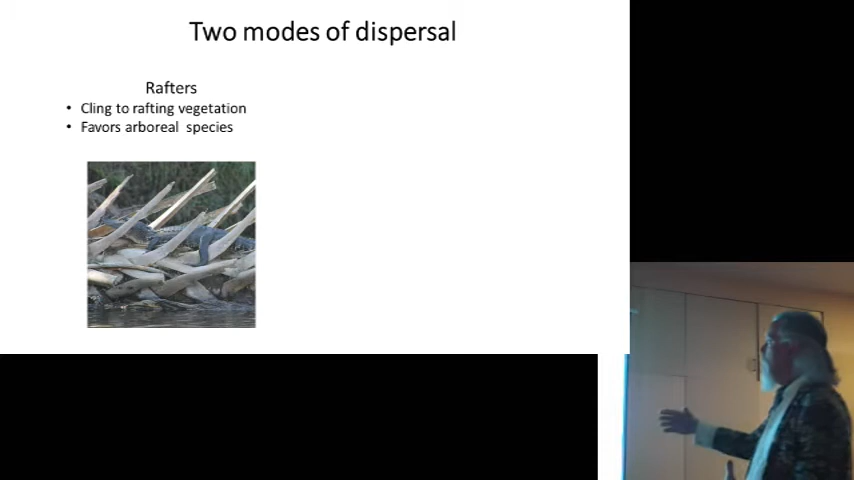 Two modes of dispersal
Rafters
• Cling to rafting vegetation
• Favors arboreal species